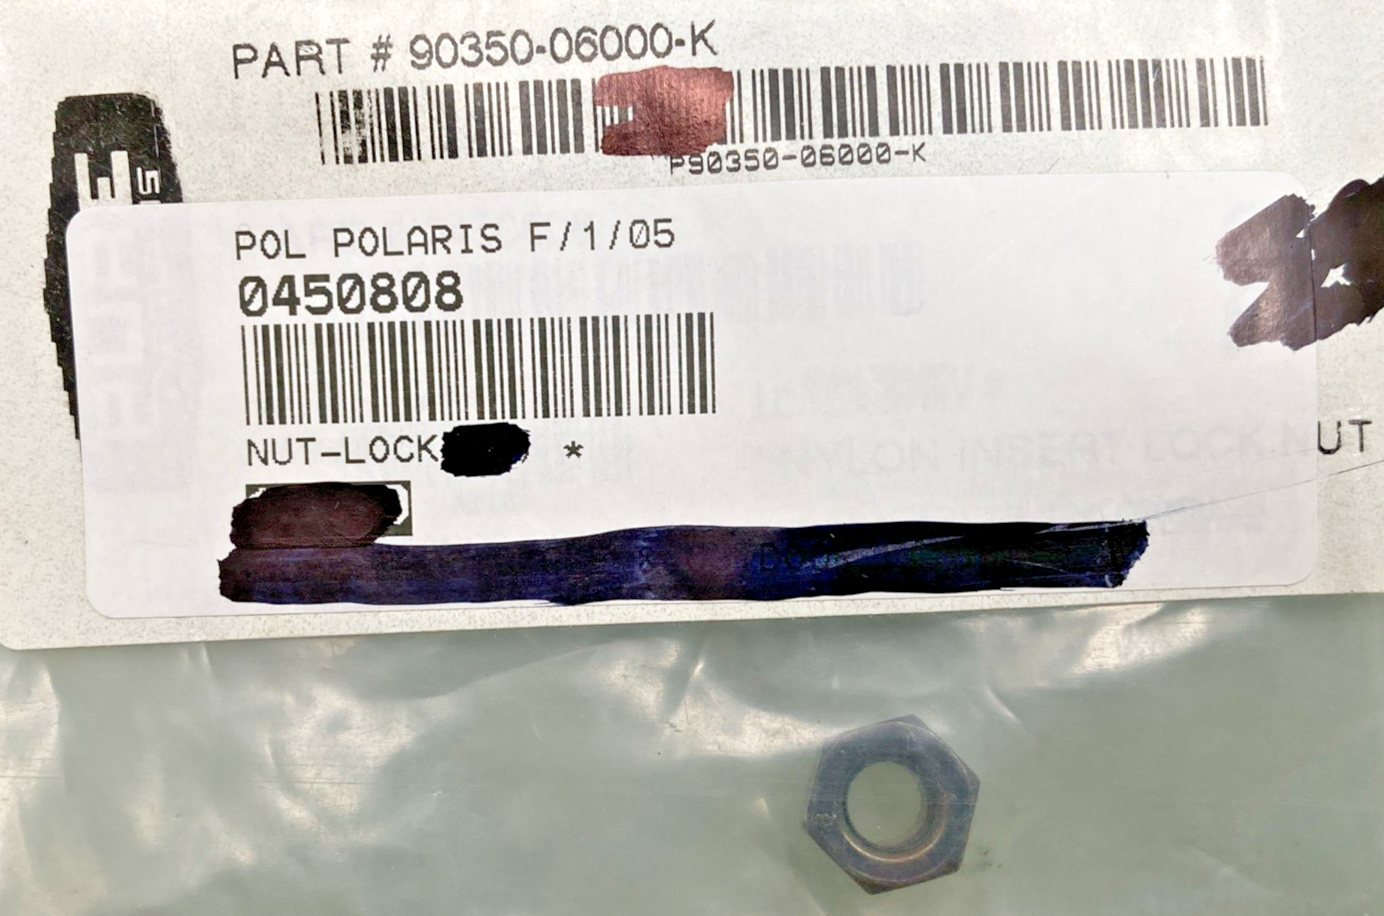 PART # 90350-06000-K
P90350-06000-K
POL POLARIS F/1/05
0450808
NUT-LOCK *
NYLON INSERT LOCK NUT